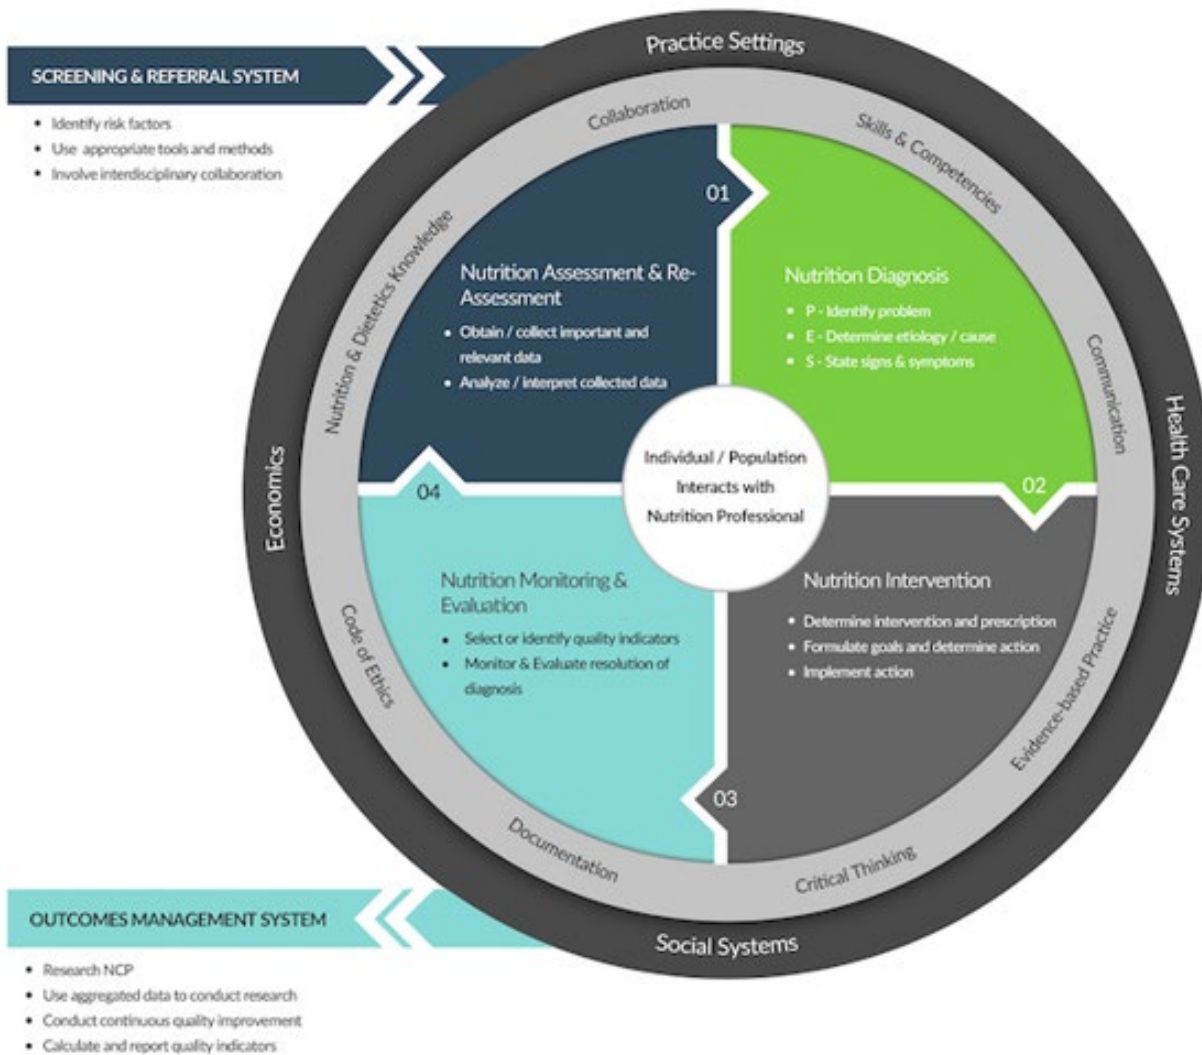 Practice Settings
SCREENING & REFERRAL SYSTEM
• Identify risk factors
• Use appropriate tools and methods
• Involve interdisciplinary collaboration
Collaboration
Skills & Competencies
Nutrition & Dietetics Knowledge
Communication
Economics
Health Care Systems
01
Nutrition Assessment & Re-
Assessment
• Obtain / collect important and
relevant data
• Analyze / interpret collected data
Nutrition Diagnosis
• P - Identify problem
• E - Determine etiology / cause
• S - State signs & symptoms
Individual / Population
Interacts with
Nutrition Professional
02
04
Nutrition Monitoring &
Evaluation
• Select or identify quality indicators
• Monitor & Evaluate resolution of
diagnosis
Nutrition Intervention
• Determine intervention and prescription
• Formulate goals and determine action
• Implement action
03
Code of Ethics
Evidence-based Practice
Documentation
Critical Thinking
Social Systems
OUTCOMES MANAGEMENT SYSTEM
• Research NCP
• Use aggregated data to conduct research
• Conduct continuous quality improvement
• Calculate and report quality indicators